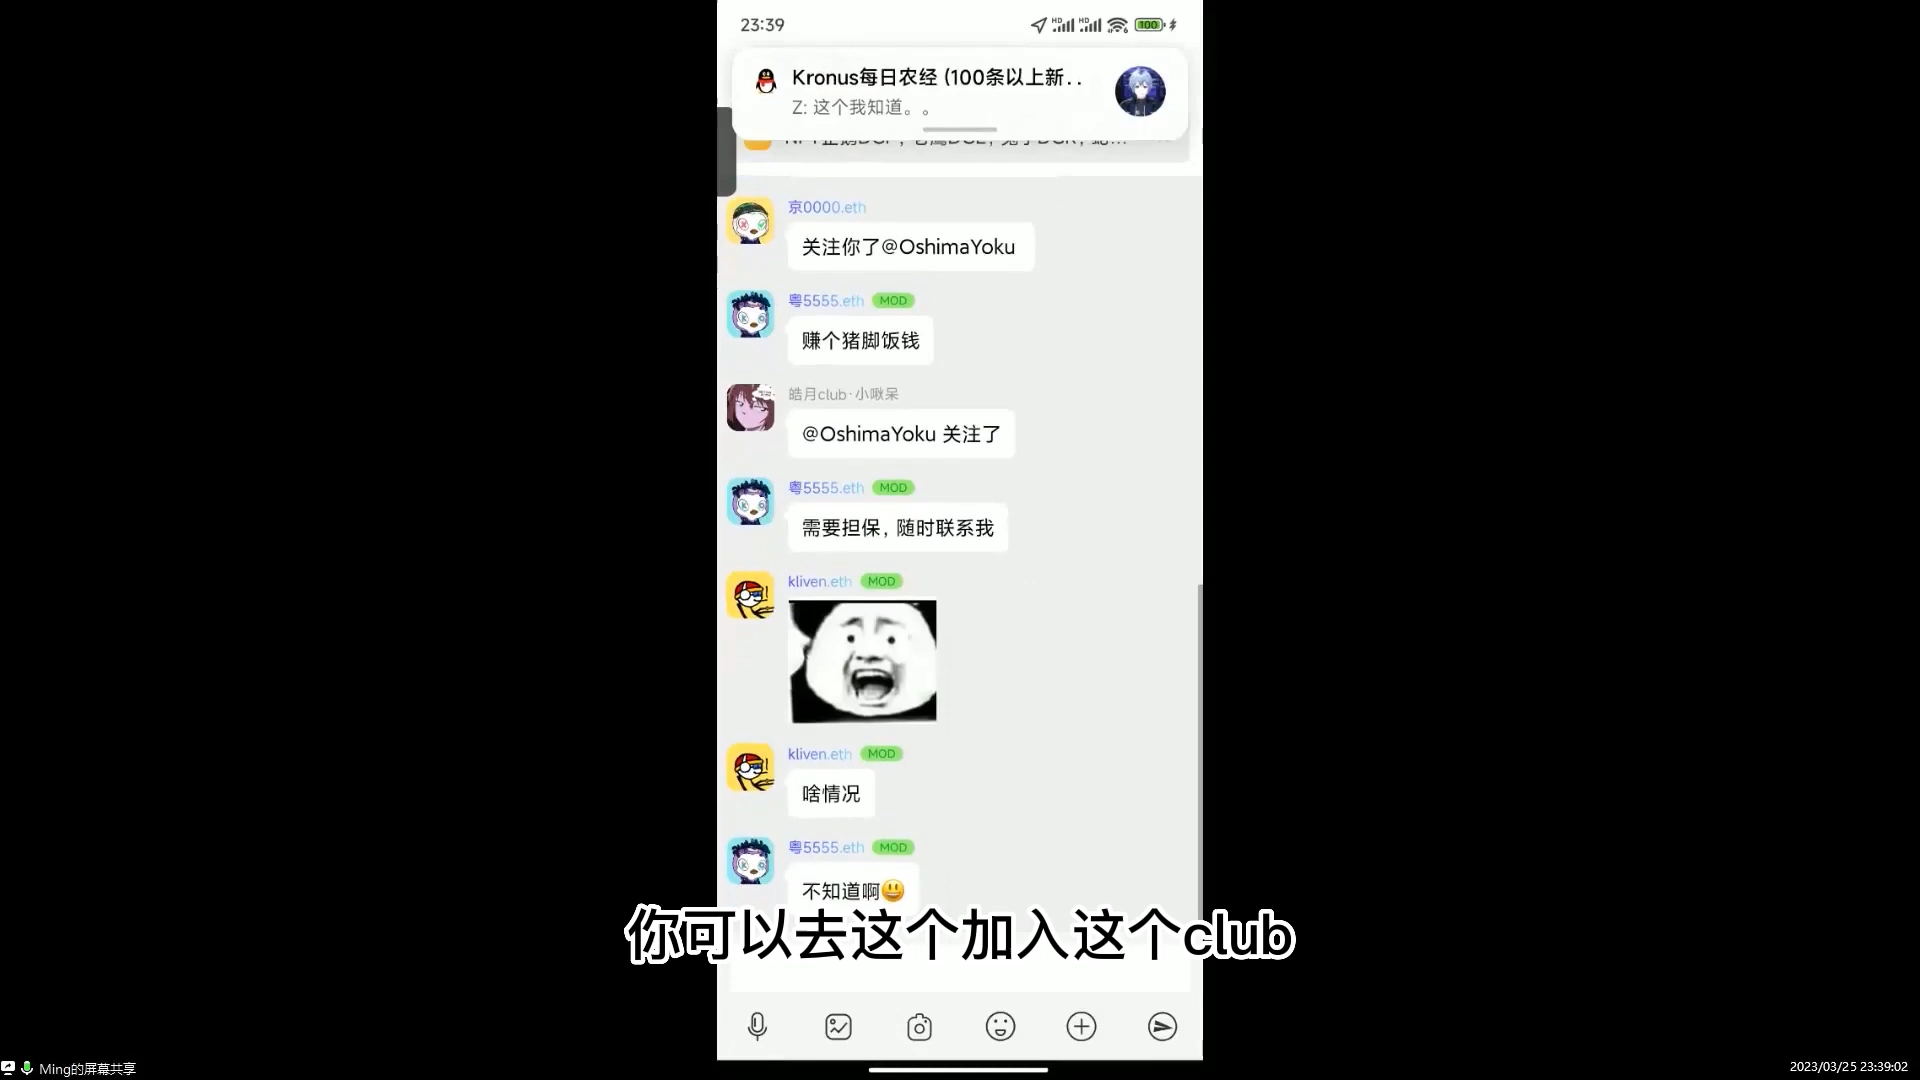 23:39
100
Kronus每日农经 (100条以上新..
Z: 这个我知道。。
京0000.eth
关注你了@OshimaYoku
粤5555.eth MOD
赚个猪脚饭钱
皓月club·小啾呆
@OshimaYoku 关注了
粤5555.eth MOD
需要担保，随时联系我
kliven.eth MOD
kliven.eth MOD
啥情况
粤5555.eth MOD
不知道啊😃
你可以去这个加入这个club
Ming的屏幕共享
2023/03/25 23:39:02